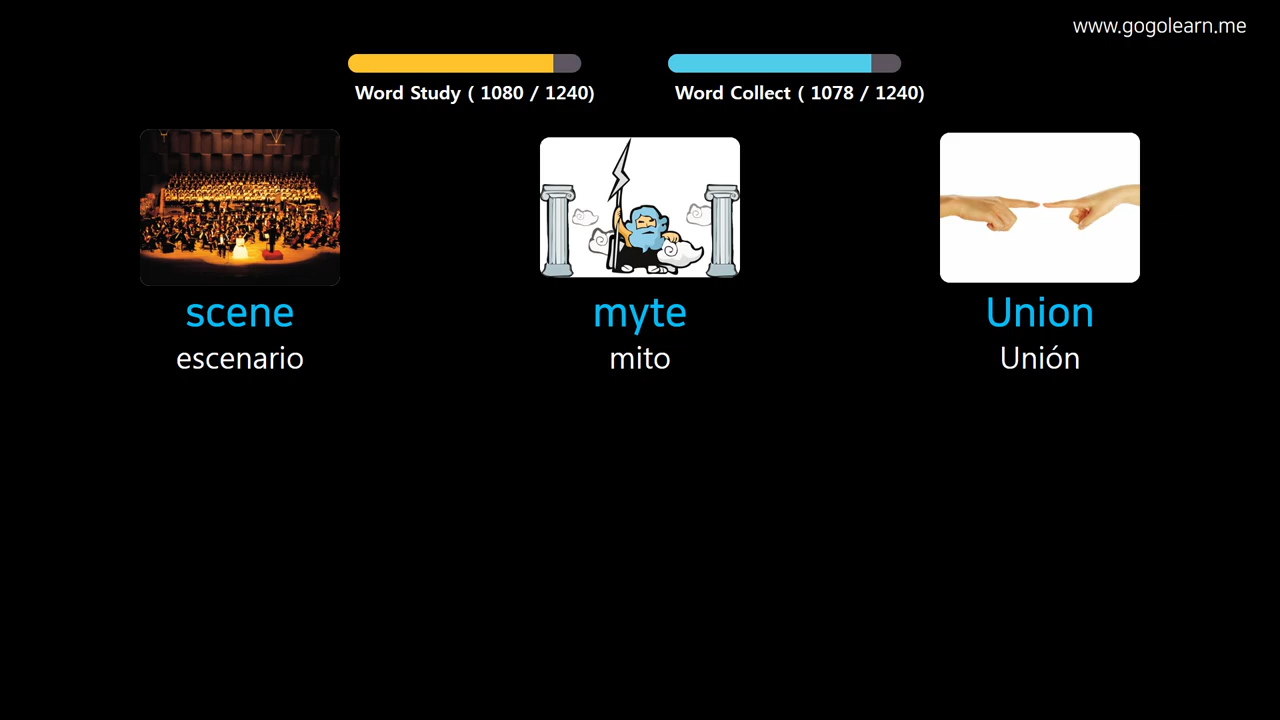 www.gogolearn.me
Word Study ( 1080 / 1240)
Word Collect ( 1078 / 1240)
scene
escenario
myte
mito
Union
Unión